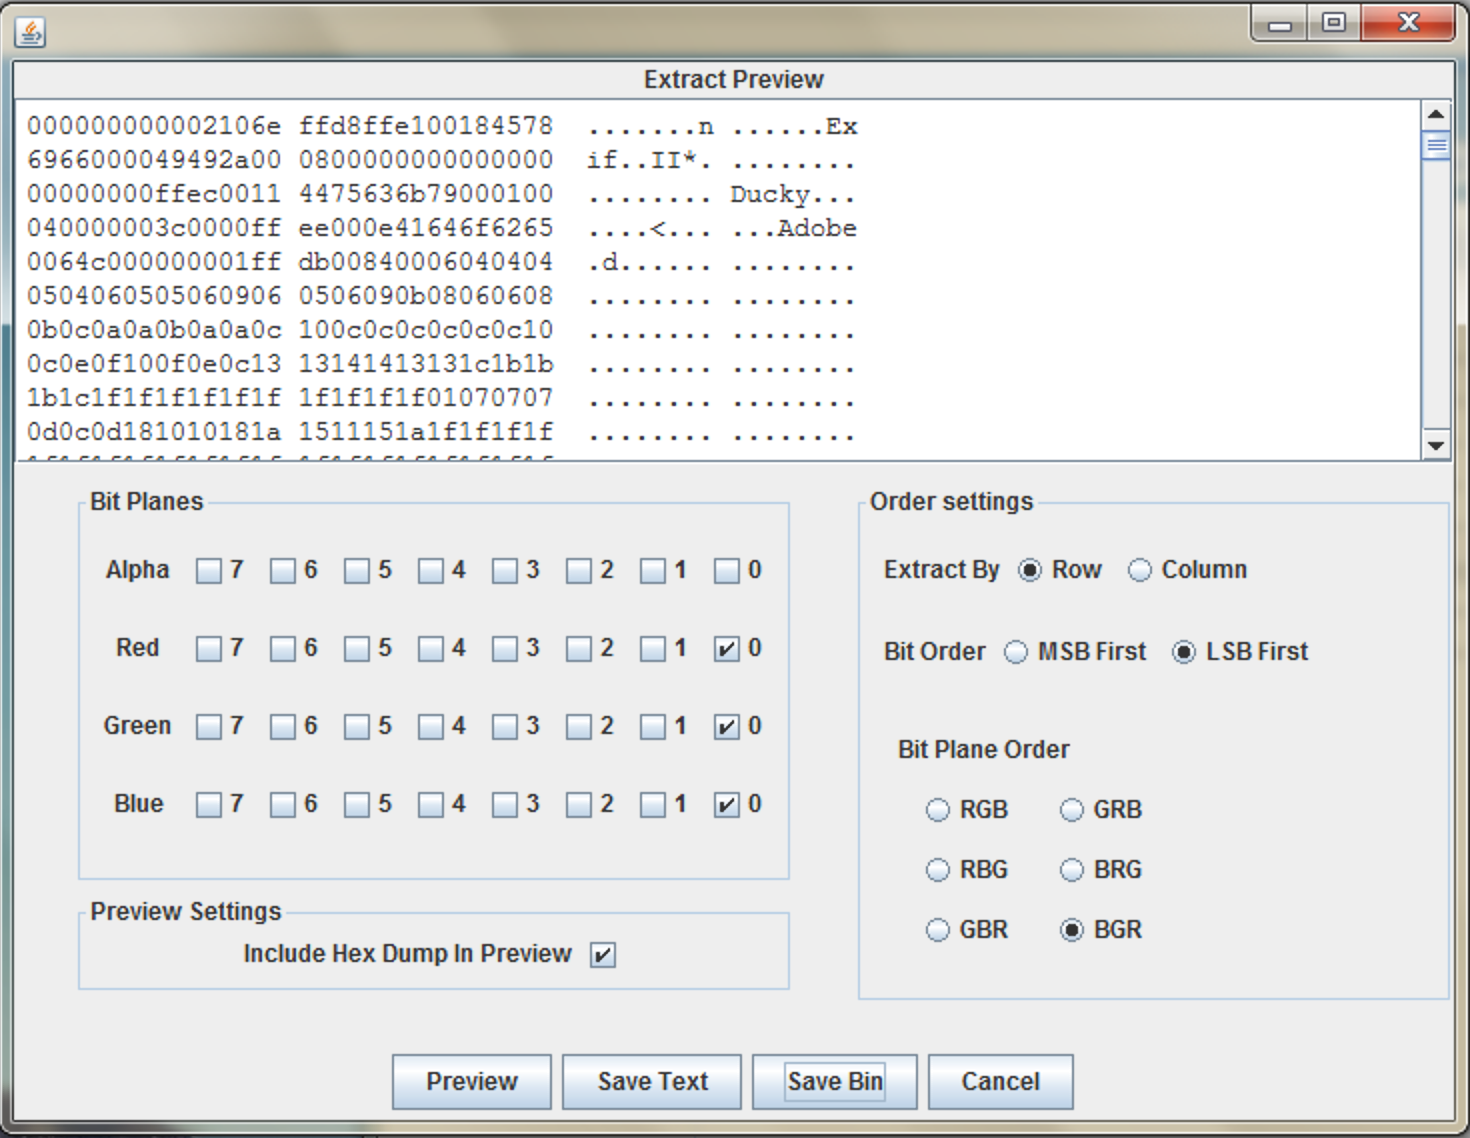 Extract Preview
000000000002106e ffd8ffe100184578 .......n ......Ex
6966000049492a00 0800000000000000 if..II*. ........
00000000ffec0011 4475636b79000100 ........ Ducky...
040000003c0000ff ee000e41646f6265 ....<... ...Adobe
0064c000000001ff db00840006040404 .d...... ........
0504060505060906 0506090b08060608 ........ ........
0b0c0a0a0b0a0a0c 100c0c0c0c0c0c10 ........ ........
0c0e0f100f0e0c13 13141413131c1b1b ........ ........
1b1c1f1f1f1f1f1f 1f1f1f1f01070707 ........ ........
0d0c0d181010181a 1511151a1f1f1f1f ........ ........
Bit Planes
Alpha 7 6 5 4 3 2 1 0
Red 7 6 5 4 3 2 1 0
Green 7 6 5 4 3 2 1 0
Blue 7 6 5 4 3 2 1 0
Preview Settings
Include Hex Dump In Preview
Order settings
Extract By Row Column
Bit Order MSB First LSB First
Bit Plane Order
RGB GRB
RBG BRG
GBR BGR
Preview Save Text Save Bin Cancel